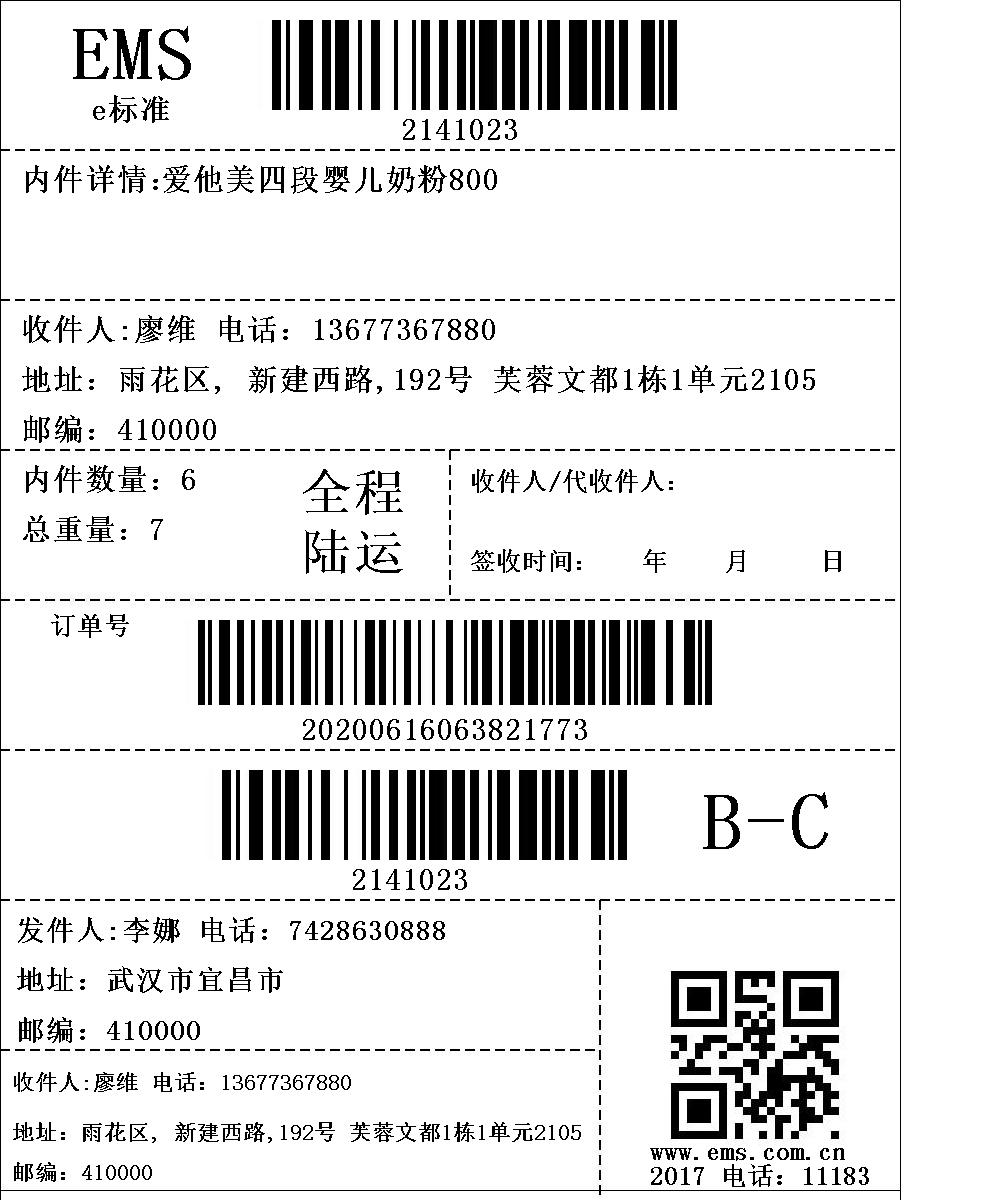 EMS
e标准
2141023
内件详情:爱他美四段婴儿奶粉800
收件人:廖维 电话：13677367880
地址：雨花区, 新建西路,192号 芙蓉文都1栋1单元2105
邮编：410000
内件数量：6
总重量：7
全程
陆运
收件人/代收件人：
签收时间： 年 月 日
订单号
20200616063821773
2141023
B-C
发件人:李娜 电话：7428630888
地址：武汉市宜昌市
邮编：410000
收件人:廖维 电话：13677367880
地址：雨花区, 新建西路,192号 芙蓉文都1栋1单元2105
邮编：410000
www.ems.com.cn
2017 电话：11183